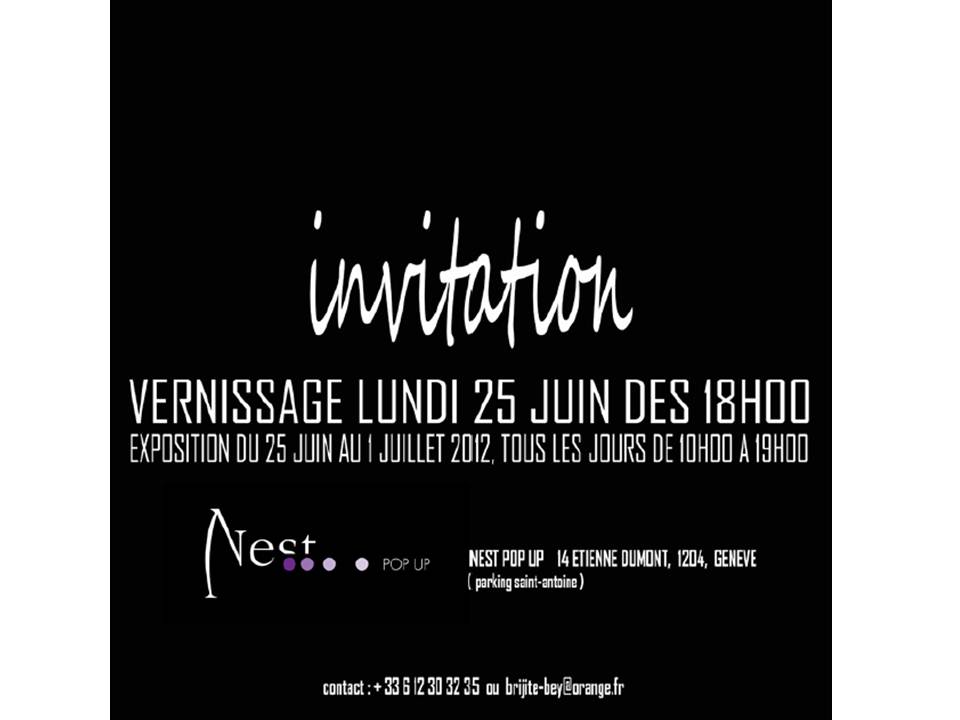 invitation
VERNISSAGE LUNDI 25 JUIN DES 18H00
EXPOSITION DU 25 JUIN AU 1 JUILLET 2012, TOUS LES JOURS DE 10H00 A 19H00
Nest POP UP
NEST POP UP 14 ETIENNE DUMONT, 1204, GENEVE
( parking saint-antoine )
contact : + 33 6 12 30 32 35 ou brijite-bey@orange.fr